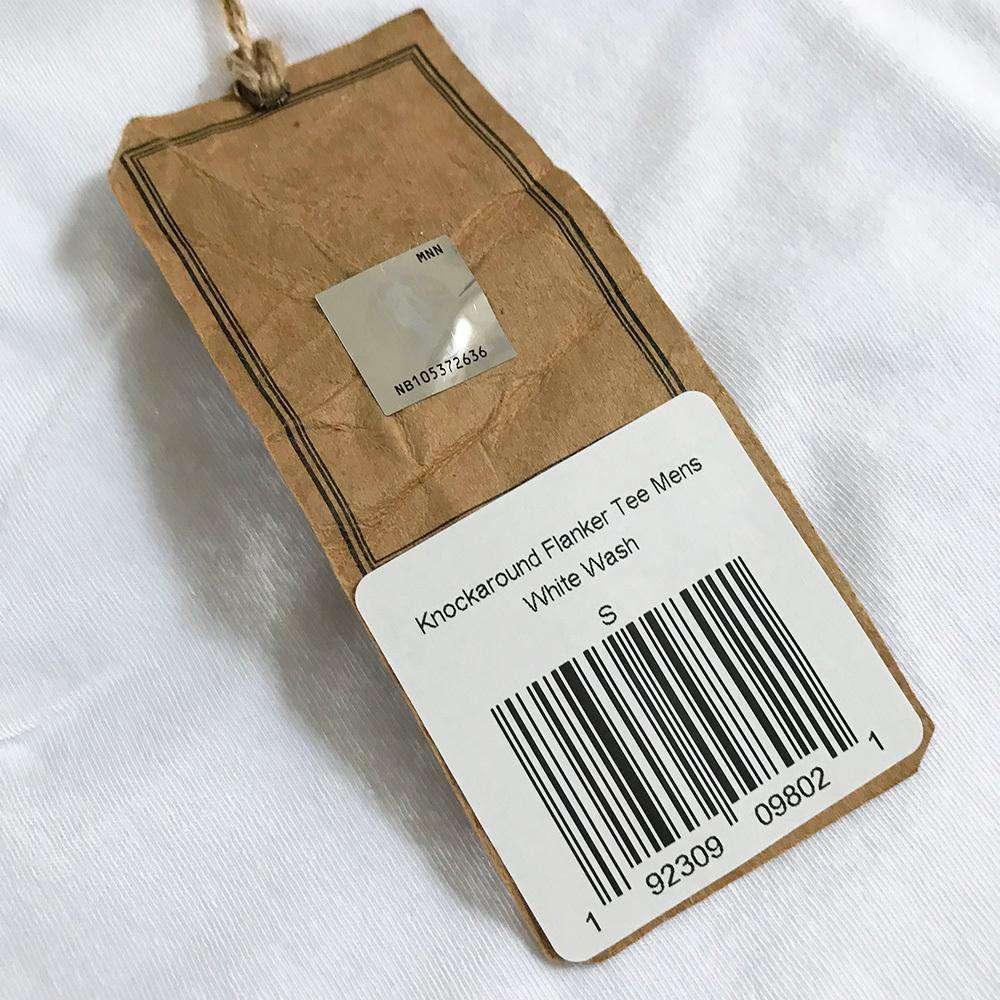 MNN
NB105372636
Knockaround Flanker Tee Mens
White Wash
S
1 92309 09802 1